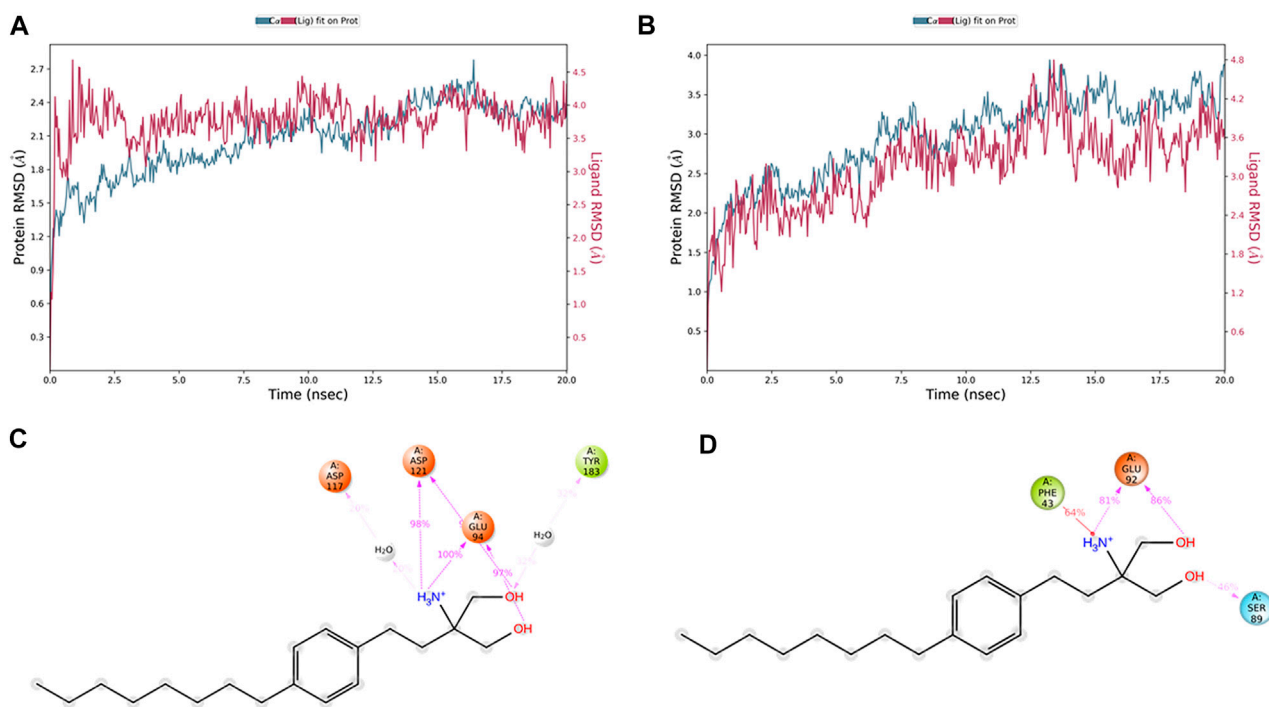 A
Cα
(Lig) fit on Prot
Protein RMSD (Å)
2.7
2.4
2.1
1.8
1.5
1.2
0.9
0.6
0.3
4.5
4.0
3.5
3.0
2.5
2.0
1.5
1.0
0.5
Ligand RMSD (Å)
0.0 2.5 5.0 7.5 10.0 12.5 15.0 17.5 20.0
Time (nsec)
B
Cα
(Lig) fit on Prot
Protein RMSD (Å)
4.0
3.5
3.0
2.5
2.0
1.5
1.0
0.5
4.8
4.2
3.6
3.0
2.4
1.8
1.2
0.6
Ligand RMSD (Å)
0.0 2.5 5.0 7.5 10.0 12.5 15.0 17.5 20.0
Time (nsec)
C
A:
ASP
117
A:
ASP
121
A:
TYR
183
A:
GLU
94
H₂O
H₂O
98%
100%
97%
32%
H₃N⁺
OH
OH
D
A:
PHE
43
A:
GLU
92
64%
81%
86%
H₃N⁺
OH
OH
46%
A:
SER
89